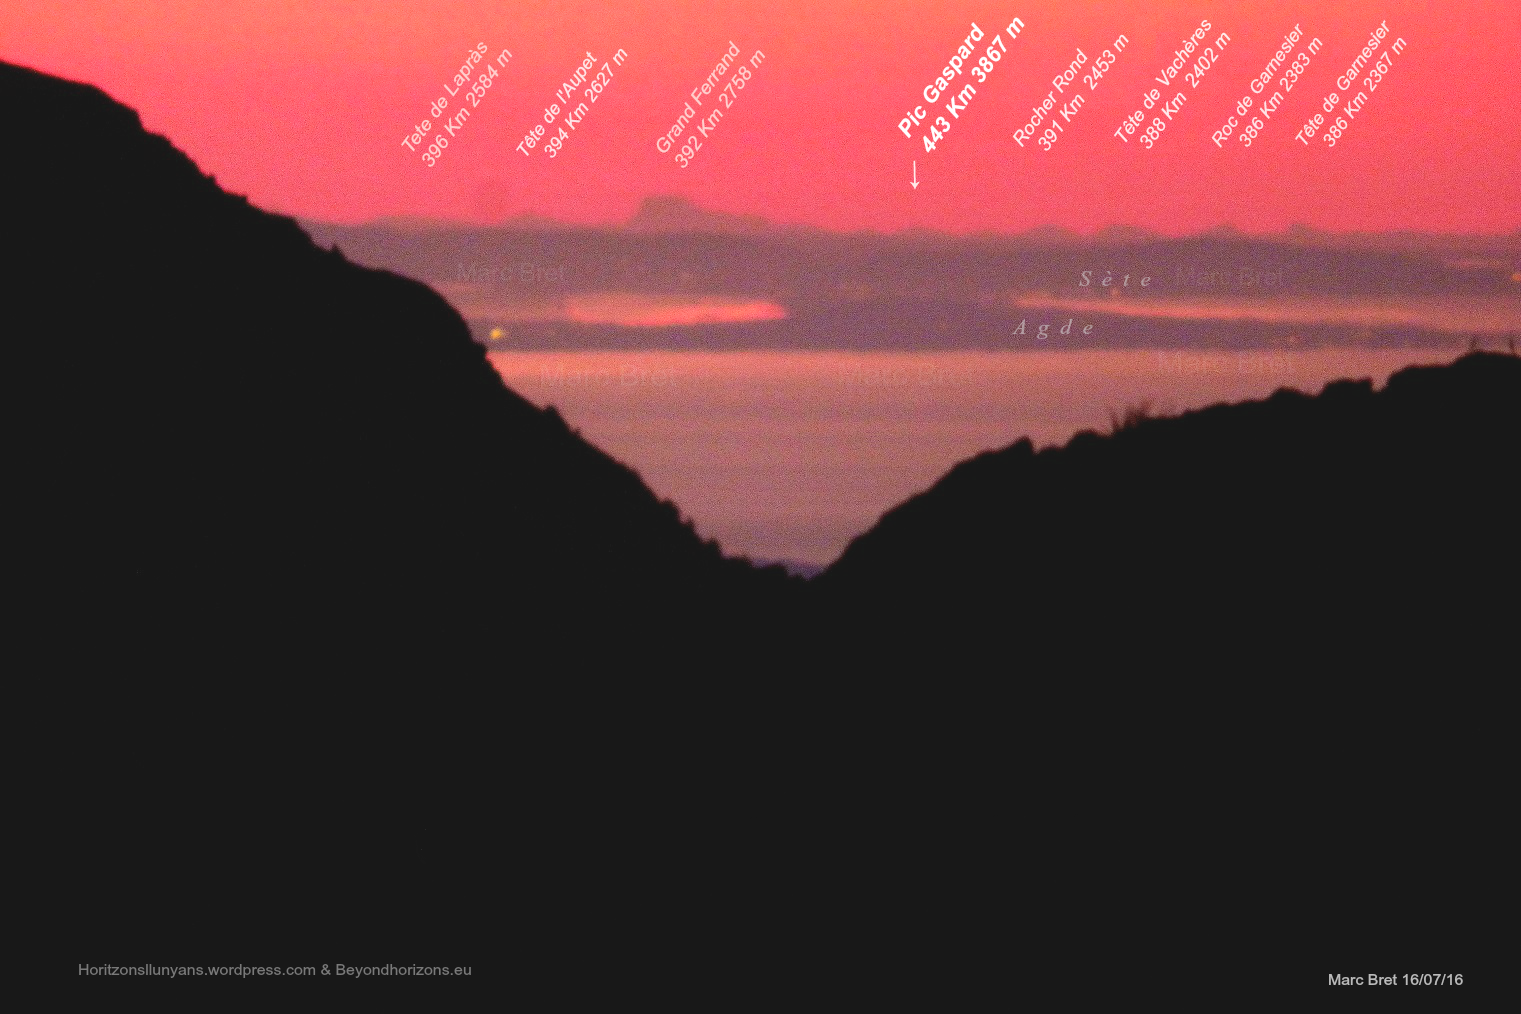 Tete de Lapràs
396 Km 2584 m
Tête de l'Aupet
394 Km 2627 m
Grand Ferrand
392 Km 2758 m
Pic Gaspard
443 Km 3867 m
Rocher Rond
391 Km 2453 m
Tête de Vachères
388 Km 2402 m
Roc de Garnesier
386 Km 2383 m
Tête de Garnesier
386 Km 2367 m
Marc Bret
Sète
Marc Bret
Agde
Marc Bret
Marc Bret
Marc Bret
Horitzonsllunyans.wordpress.com & Beyondhorizons.eu
Marc Bret 16/07/16